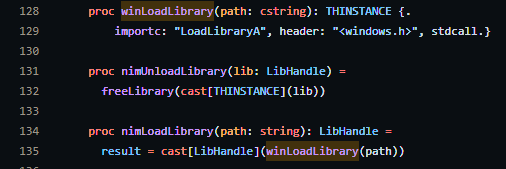 128 proc winLoadLibrary(path: cstring): THINSTANCE {.
129 importc: "LoadLibraryA", header: "<windows.h>", stdcall.}
130
131 proc nimUnloadLibrary(lib: LibHandle) =
132 freeLibrary(cast[THINSTANCE](lib))
133
134 proc nimLoadLibrary(path: string): LibHandle =
135 result = cast[LibHandle](winLoadLibrary(path))
136